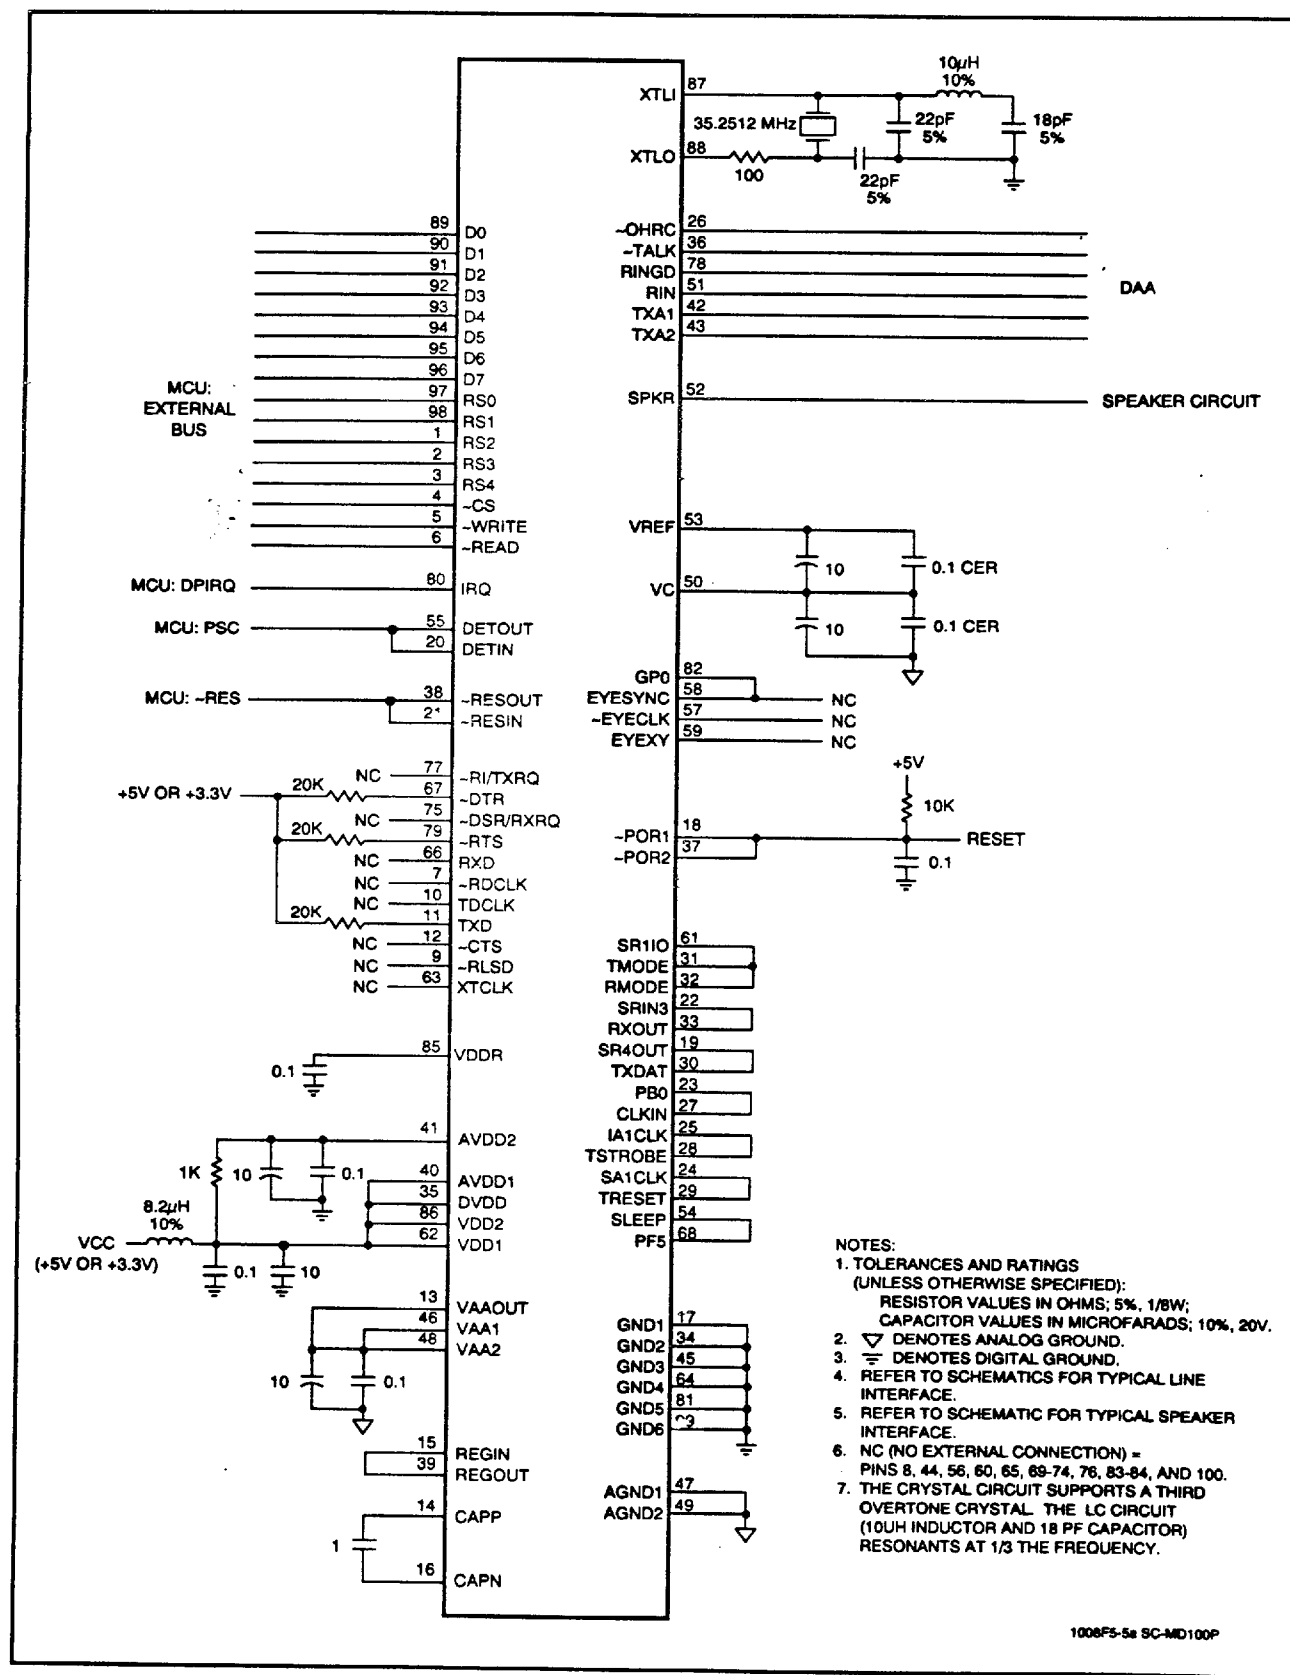 XTLI 87
10µH
10%
35.2512 MHz
22pF
5%
18pF
5%
XTLO 88
100
22pF
5%
89 D0
90 D1
91 D2
92 D3
93 D4
94 D5
95 D6
96 D7
97 RS0
98 RS1
1 RS2
2 RS3
3 RS4
4 ~CS
5 ~WRITE
6 ~READ
MCU:
EXTERNAL
BUS
~OHRC 26
~TALK 36
RINGD 78
RIN 51
TXA1 42
TXA2 43
DAA
SPKR 52
SPEAKER CIRCUIT
MCU: DPIRQ 80 IRQ
MCU: PSC 55 DETOUT
20 DETIN
MCU: ~RES 38 ~RESOUT
21 ~RESIN
VREF 53
10 0.1 CER
VC 50
10 0.1 CER
GP0 82
EYESYNC 58 NC
~EYECLK 57 NC
EYEXY 59 NC
NC 77 ~RI/TXRQ
+5V OR +3.3V 20K 67 ~DTR
NC 75 ~DSR/RXRQ
20K 79 ~RTS
NC 66 RXD
NC 7 ~RDCLK
NC 10 TDCLK
20K 11 TXD
NC 12 ~CTS
NC 9 ~RLSD
NC 63 XTCLK
+5V
10K
~POR1 18 RESET
~POR2 37
0.1
SR1IO 61
TMODE 31
RMODE 32
SRIN3 22
RXOUT 33
SR4OUT 19
TXDAT 30
PB0 23
CLKIN 27
IA1CLK 25
TSTROBE 28
SA1CLK 24
TRESET 29
SLEEP 54
PF5 68
85 VDDR
0.1
41 AVDD2
1K 10 0.1
40 AVDD1
35 DVDD
86 VDD2
62 VDD1
8.2µH
10%
VCC
(+5V OR +3.3V)
0.1 10
13 VAAOUT
46 VAA1
48 VAA2
10 0.1
15 REGIN
39 REGOUT
14 CAPP
1
16 CAPN
GND1 17
GND2 34
GND3 45
GND4 64
GND5 81
GND6
AGND1 47
AGND2 49
NOTES:
1. TOLERANCES AND RATINGS
(UNLESS OTHERWISE SPECIFIED):
RESISTOR VALUES IN OHMS; 5%, 1/8W;
CAPACITOR VALUES IN MICROFARADS; 10%, 20V.
2. DENOTES ANALOG GROUND.
3. DENOTES DIGITAL GROUND.
4. REFER TO SCHEMATICS FOR TYPICAL LINE
INTERFACE.
5. REFER TO SCHEMATIC FOR TYPICAL SPEAKER
INTERFACE.
6. NC (NO EXTERNAL CONNECTION) =
PINS 8, 44, 56, 60, 65, 69-74, 76, 83-84, AND 100.
7. THE CRYSTAL CIRCUIT SUPPORTS A THIRD
OVERTONE CRYSTAL THE LC CIRCUIT
(10UH INDUCTOR AND 18 PF CAPACITOR)
RESONANTS AT 1/3 THE FREQUENCY.
1008F5-5a SC-MD100P